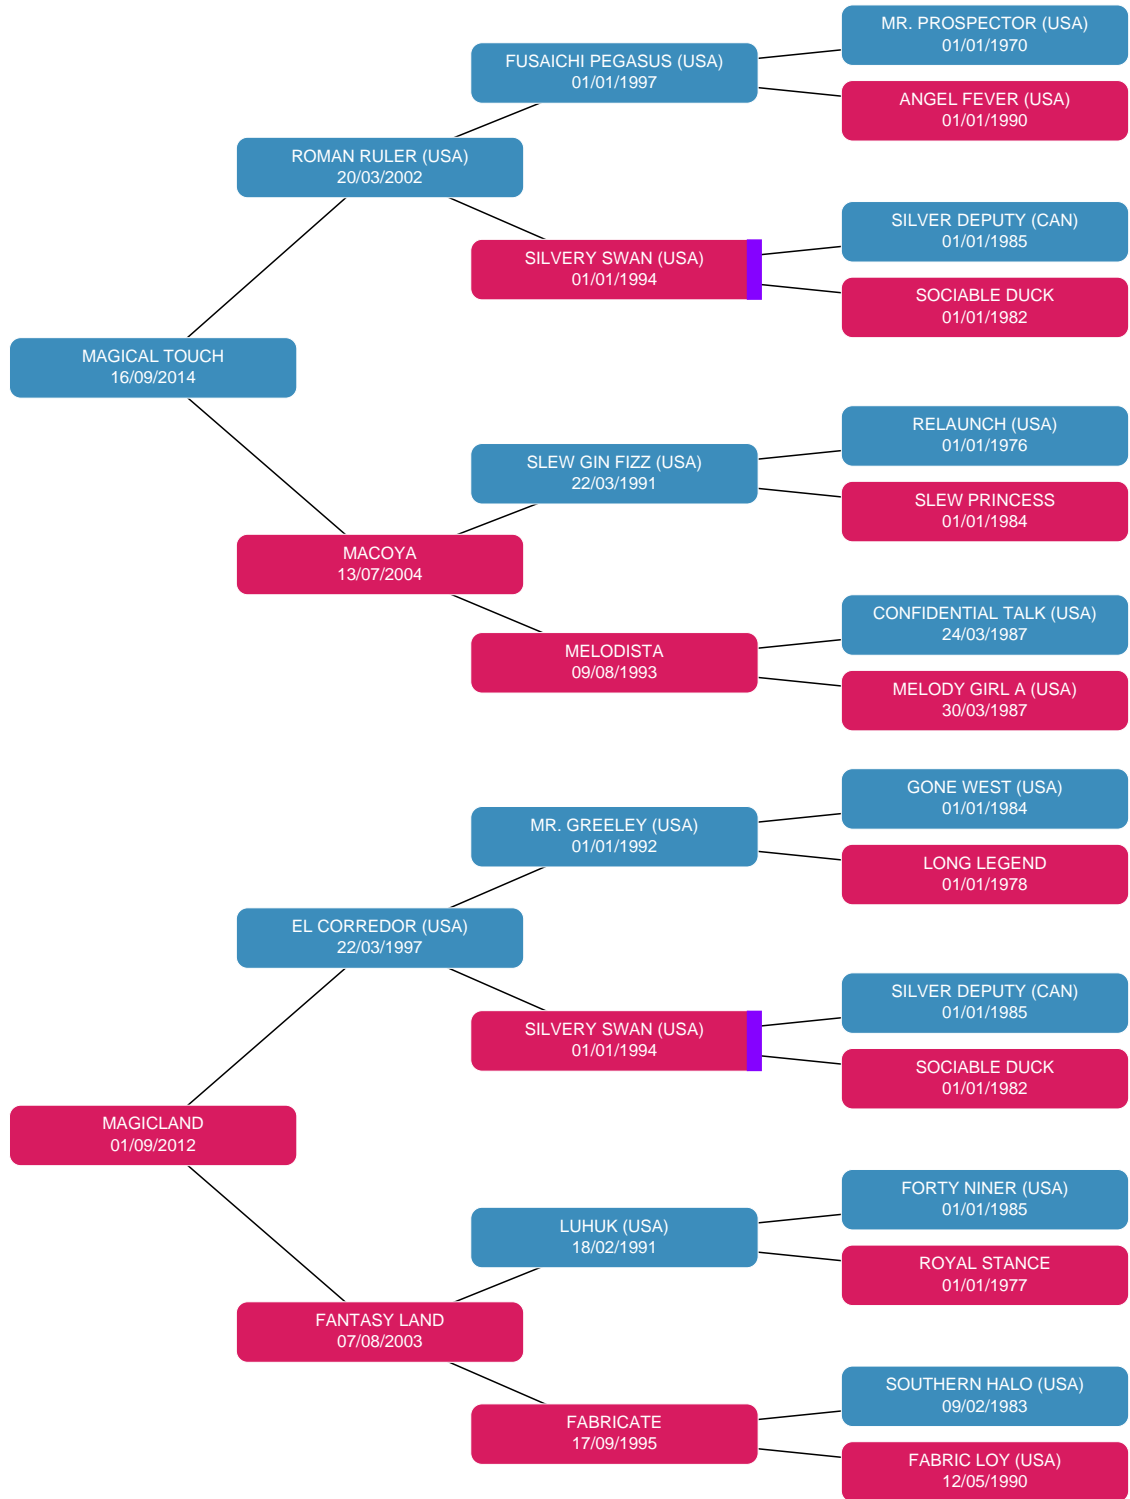 MR. PROSPECTOR (USA)
01/01/1970
FUSAICHI PEGASUS (USA)
01/01/1997
ANGEL FEVER (USA)
01/01/1990
ROMAN RULER (USA)
20/03/2002
SILVER DEPUTY (CAN)
01/01/1985
SILVERY SWAN (USA)
01/01/1994
SOCIABLE DUCK
01/01/1982
MAGICAL TOUCH
16/09/2014
RELAUNCH (USA)
01/01/1976
SLEW GIN FIZZ (USA)
22/03/1991
SLEW PRINCESS
01/01/1984
MACOYA
13/07/2004
CONFIDENTIAL TALK (USA)
24/03/1987
MELODISTA
09/08/1993
MELODY GIRL A (USA)
30/03/1987
GONE WEST (USA)
01/01/1984
MR. GREELEY (USA)
01/01/1992
LONG LEGEND
01/01/1978
EL CORREDOR (USA)
22/03/1997
SILVER DEPUTY (CAN)
01/01/1985
SILVERY SWAN (USA)
01/01/1994
SOCIABLE DUCK
01/01/1982
MAGICLAND
01/09/2012
FORTY NINER (USA)
01/01/1985
LUHUK (USA)
18/02/1991
ROYAL STANCE
01/01/1977
FANTASY LAND
07/08/2003
SOUTHERN HALO (USA)
09/02/1983
FABRICATE
17/09/1995
FABRIC LOY (USA)
12/05/1990